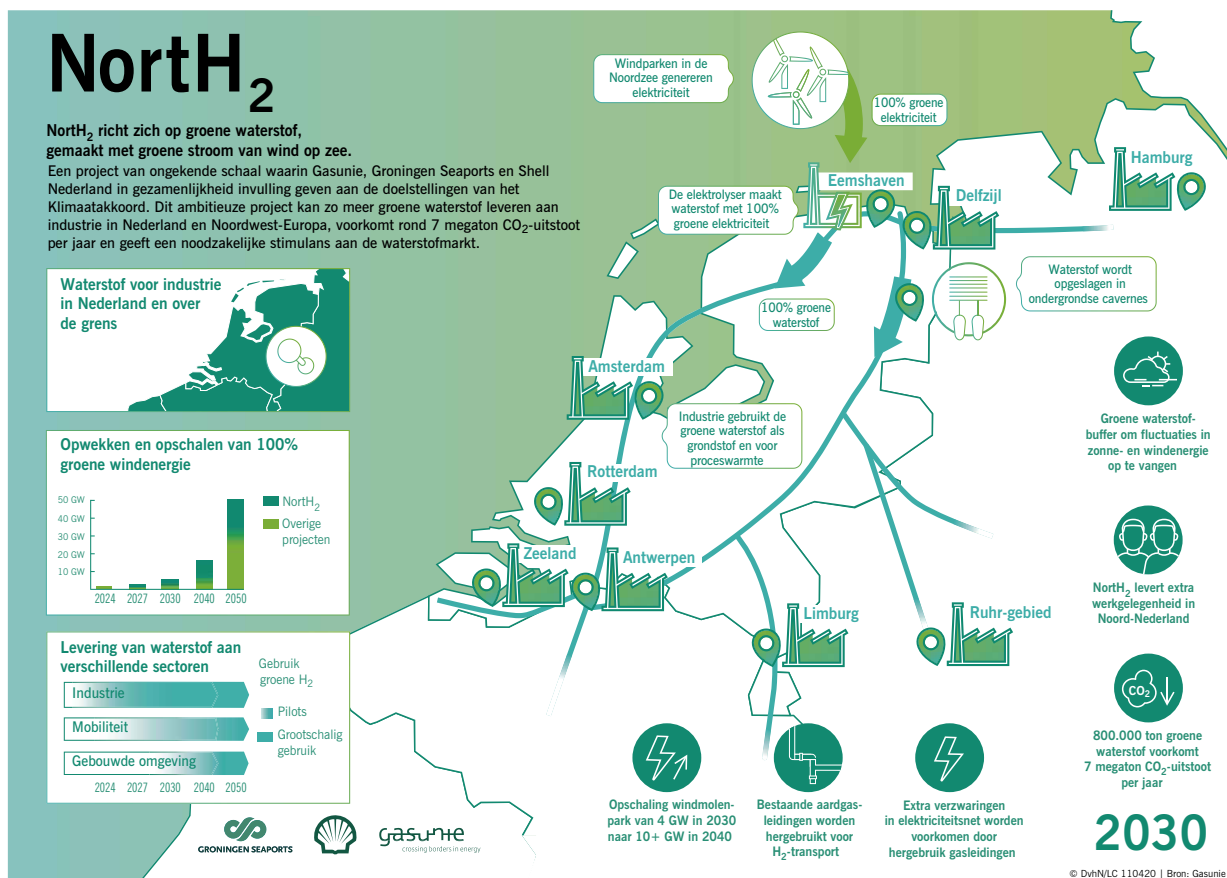 NortH2
NortH2 richt zich op groene waterstof,
gemaakt met groene stroom van wind op zee.
Een project van ongekende schaal waarin Gasunie, Groningen Seaports en Shell
Nederland in gezamenlijkheid invulling geven aan de doelstellingen van het
Klimaatakkoord. Dit ambitieuze project kan zo meer groene waterstof leveren aan
industrie in Nederland en Noordwest-Europa, voorkomt rond 7 megaton CO2-uitstoot
per jaar en geeft een noodzakelijke stimulans aan de waterstofmarkt.
Waterstof voor industrie
in Nederland en over
de grens
Opwekken en opschalen van 100%
groene windenergie
50 GW
40 GW
30 GW
20 GW
10 GW
2024 2027 2030 2040 2050
NortH2
Overige
projecten
Levering van waterstof aan
verschillende sectoren
Gebruik
groene H2
Industrie
Mobiliteit
Gebouwde omgeving
Pilots
Grootschalig
gebruik
2024 2027 2030 2040 2050
GRONINGEN SEAPORTS
gasunie
crossing borders in energy
Windparken in de
Noordzee genereren
elektriciteit
100% groene
elektriciteit
Eemshaven
De elektrolyser maakt
waterstof met 100%
groene elektriciteit
Delfzijl
Hamburg
Waterstof wordt
opgeslagen in
ondergrondse cavernes
100% groene
waterstof
Amsterdam
Industrie gebruikt de
groene waterstof als
grondstof en voor
proceswarmte
Rotterdam
Zeeland
Antwerpen
Limburg
Ruhr-gebied
Groene waterstof-
buffer om fluctuaties in
zonne- en windenergie
op te vangen
NortH2 levert extra
werkgelegenheid in
Noord-Nederland
CO2
800.000 ton groene
waterstof voorkomt
7 megaton CO2-uitstoot
per jaar
Opschaling windmolen-
park van 4 GW in 2030
naar 10+ GW in 2040
Bestaande aardgas-
leidingen worden
hergebruikt voor
H2-transport
Extra verzwaringen
in elektriciteitsnet worden
voorkomen door
hergebruik gasleidingen
2030
© DvhN/LC 110420 | Bron: Gasunie